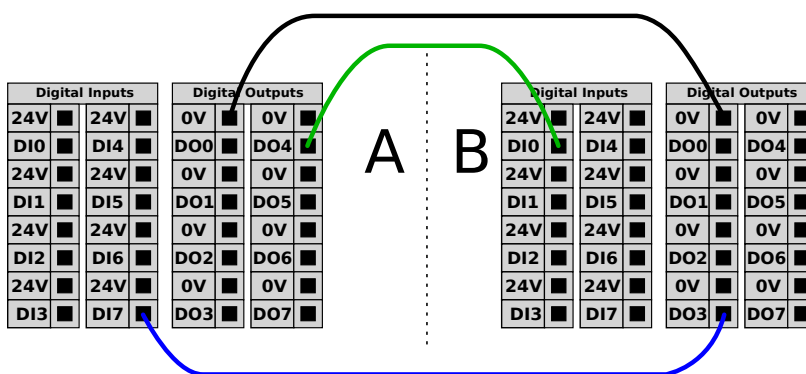 Digital Inputs Digital Outputs Digital Inputs Digital Outputs
24V 24V 0V 0V 24V 24V 0V 0V
DI0 DI4 DO0 DO4 A B DI0 DI4 DO0 DO4
24V 24V 0V 0V 24V 24V 0V 0V
DI1 DI5 DO1 DO5 DI1 DI5 DO1 DO5
24V 24V 0V 0V 24V 24V 0V 0V
DI2 DI6 DO2 DO6 DI2 DI6 DO2 DO6
24V 24V 0V 0V 24V 24V 0V 0V
DI3 DI7 DO3 DO7 DI3 DI7 DO3 DO7